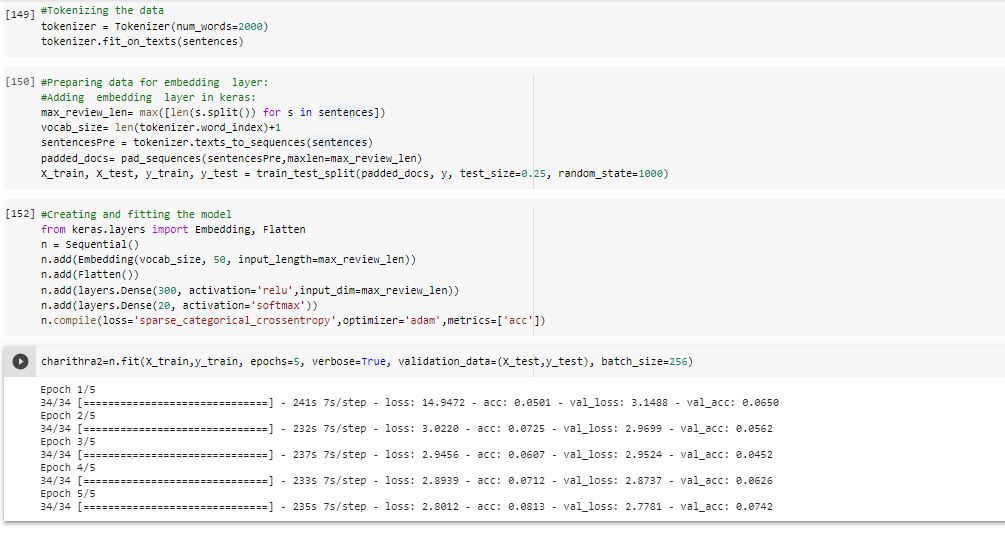 [149] #Tokenizing the data
tokenizer = Tokenizer(num_words=2000)
tokenizer.fit_on_texts(sentences)
[150] #Preparing data for embedding  layer:
#Adding  embedding  layer in keras:
max_review_len= max([len(s.split()) for s in sentences])
vocab_size= len(tokenizer.word_index)+1
sentencesPre = tokenizer.texts_to_sequences(sentences)
padded_docs= pad_sequences(sentencesPre,maxlen=max_review_len)
X_train, X_test, y_train, y_test = train_test_split(padded_docs, y, test_size=0.25, random_state=1000)
[152] #Creating and fitting the model
from keras.layers import Embedding, Flatten
n = Sequential()
n.add(Embedding(vocab_size, 50, input_length=max_review_len))
n.add(Flatten())
n.add(layers.Dense(300, activation='relu',input_dim=max_review_len))
n.add(layers.Dense(20, activation='softmax'))
n.compile(loss='sparse_categorical_crossentropy',optimizer='adam',metrics=['acc'])
charithra2=n.fit(X_train,y_train, epochs=5, verbose=True, validation_data=(X_test,y_test), batch_size=256)
Epoch 1/5
34/34 [==============================] - 241s 7s/step - loss: 14.9472 - acc: 0.0501 - val_loss: 3.1488 - val_acc: 0.0650
Epoch 2/5
34/34 [==============================] - 232s 7s/step - loss: 3.0220 - acc: 0.0725 - val_loss: 2.9699 - val_acc: 0.0562
Epoch 3/5
34/34 [==============================] - 237s 7s/step - loss: 2.9456 - acc: 0.0607 - val_loss: 2.9524 - val_acc: 0.0452
Epoch 4/5
34/34 [==============================] - 233s 7s/step - loss: 2.8939 - acc: 0.0712 - val_loss: 2.8737 - val_acc: 0.0626
Epoch 5/5
34/34 [==============================] - 235s 7s/step - loss: 2.8012 - acc: 0.0813 - val_loss: 2.7781 - val_acc: 0.0742